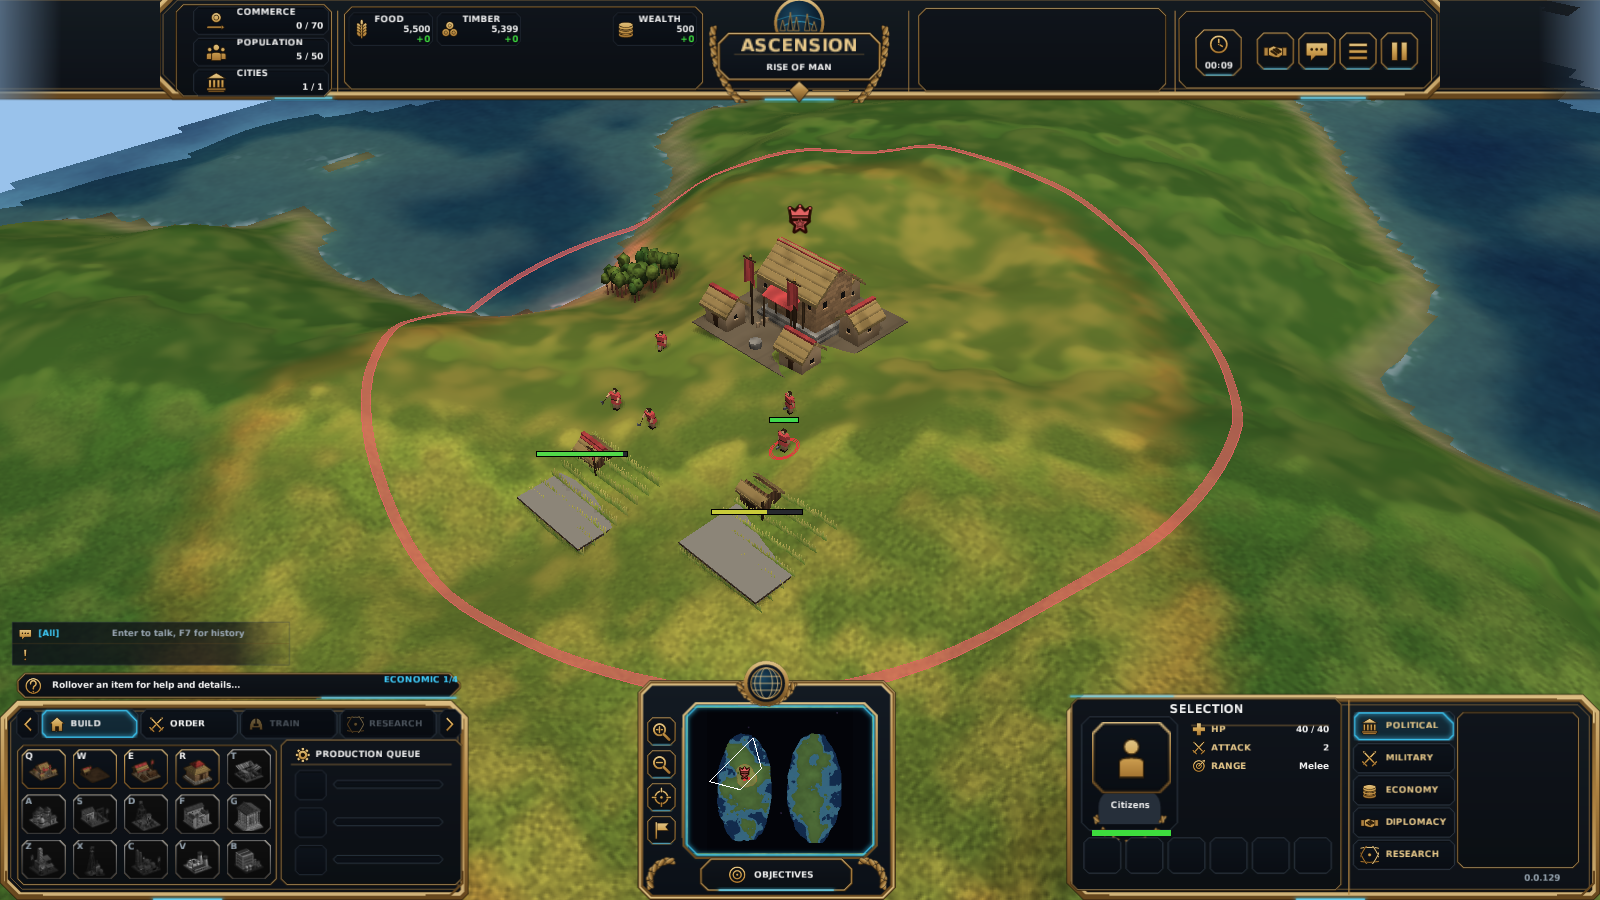 COMMERCE
0 / 70
POPULATION
5 / 50
CITIES
1 / 1
FOOD
5,500
+0
TIMBER
5,399
+0
WEALTH
500
+0
ASCENSION
RISE OF MAN
00:09
[All] Enter to talk, F7 for history
!
Rollover an item for help and details...
ECONOMIC 1/4
BUILD
ORDER
TRAIN
RESEARCH
Q W E R T
A S D F G
Z X C V B
PRODUCTION QUEUE
OBJECTIVES
SELECTION
HP 40 / 40
ATTACK 2
RANGE Melee
Citizens
POLITICAL
MILITARY
ECONOMY
DIPLOMACY
RESEARCH
0.0.129